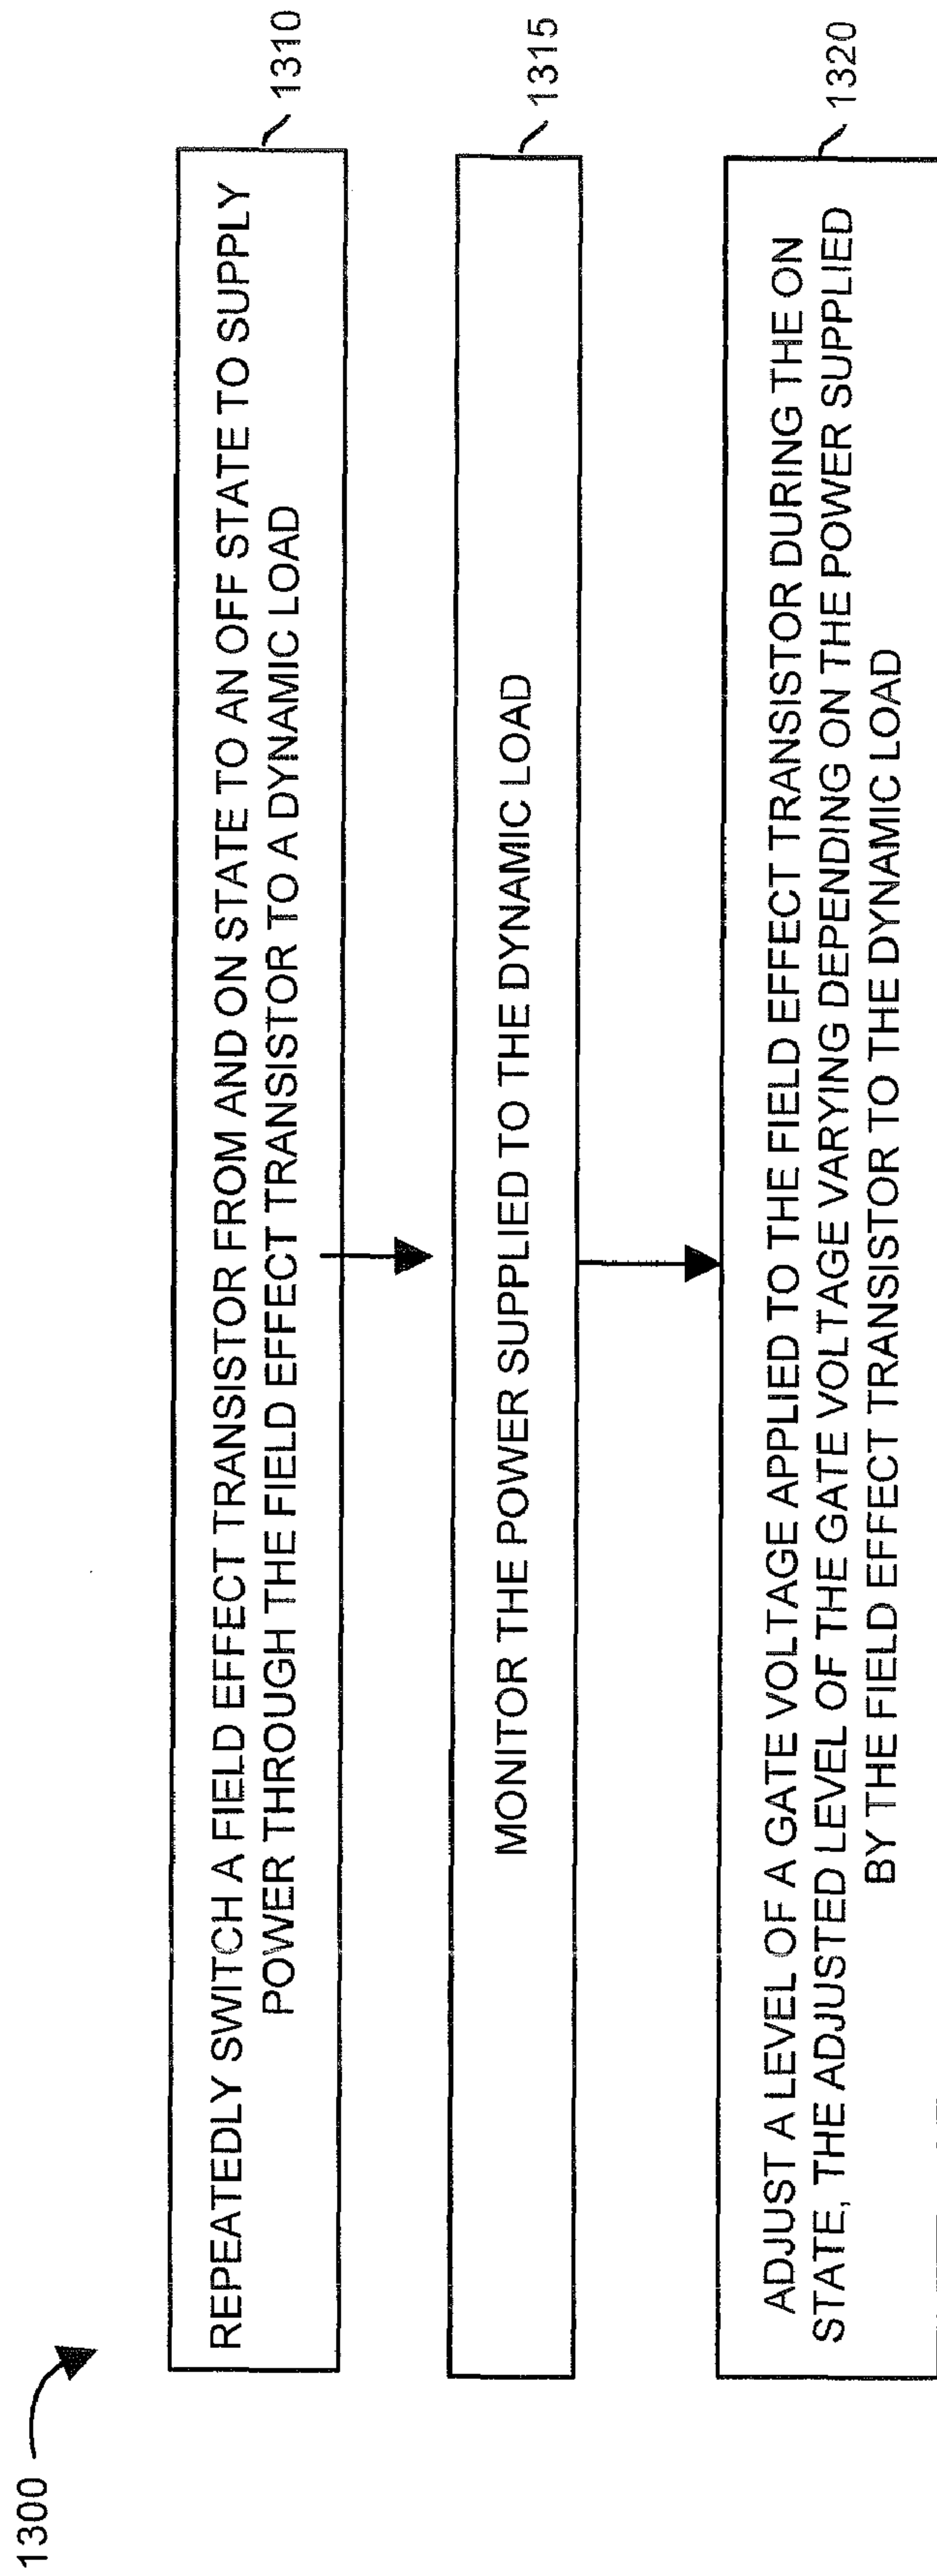 1300
REPEATEDLY SWITCH A FIELD EFFECT TRANSISTOR FROM AND ON STATE TO AN OFF STATE TO SUPPLY
POWER THROUGH THE FIELD EFFECT TRANSISTOR TO A DYNAMIC LOAD
1310
MONITOR THE POWER SUPPLIED TO THE DYNAMIC LOAD
1315
ADJUST A LEVEL OF A GATE VOLTAGE APPLIED TO THE FIELD EFFECT TRANSISTOR DURING THE ON
STATE, THE ADJUSTED LEVEL OF THE GATE VOLTAGE VARYING DEPENDING ON THE POWER SUPPLIED
BY THE FIELD EFFECT TRANSISTOR TO THE DYNAMIC LOAD
1320